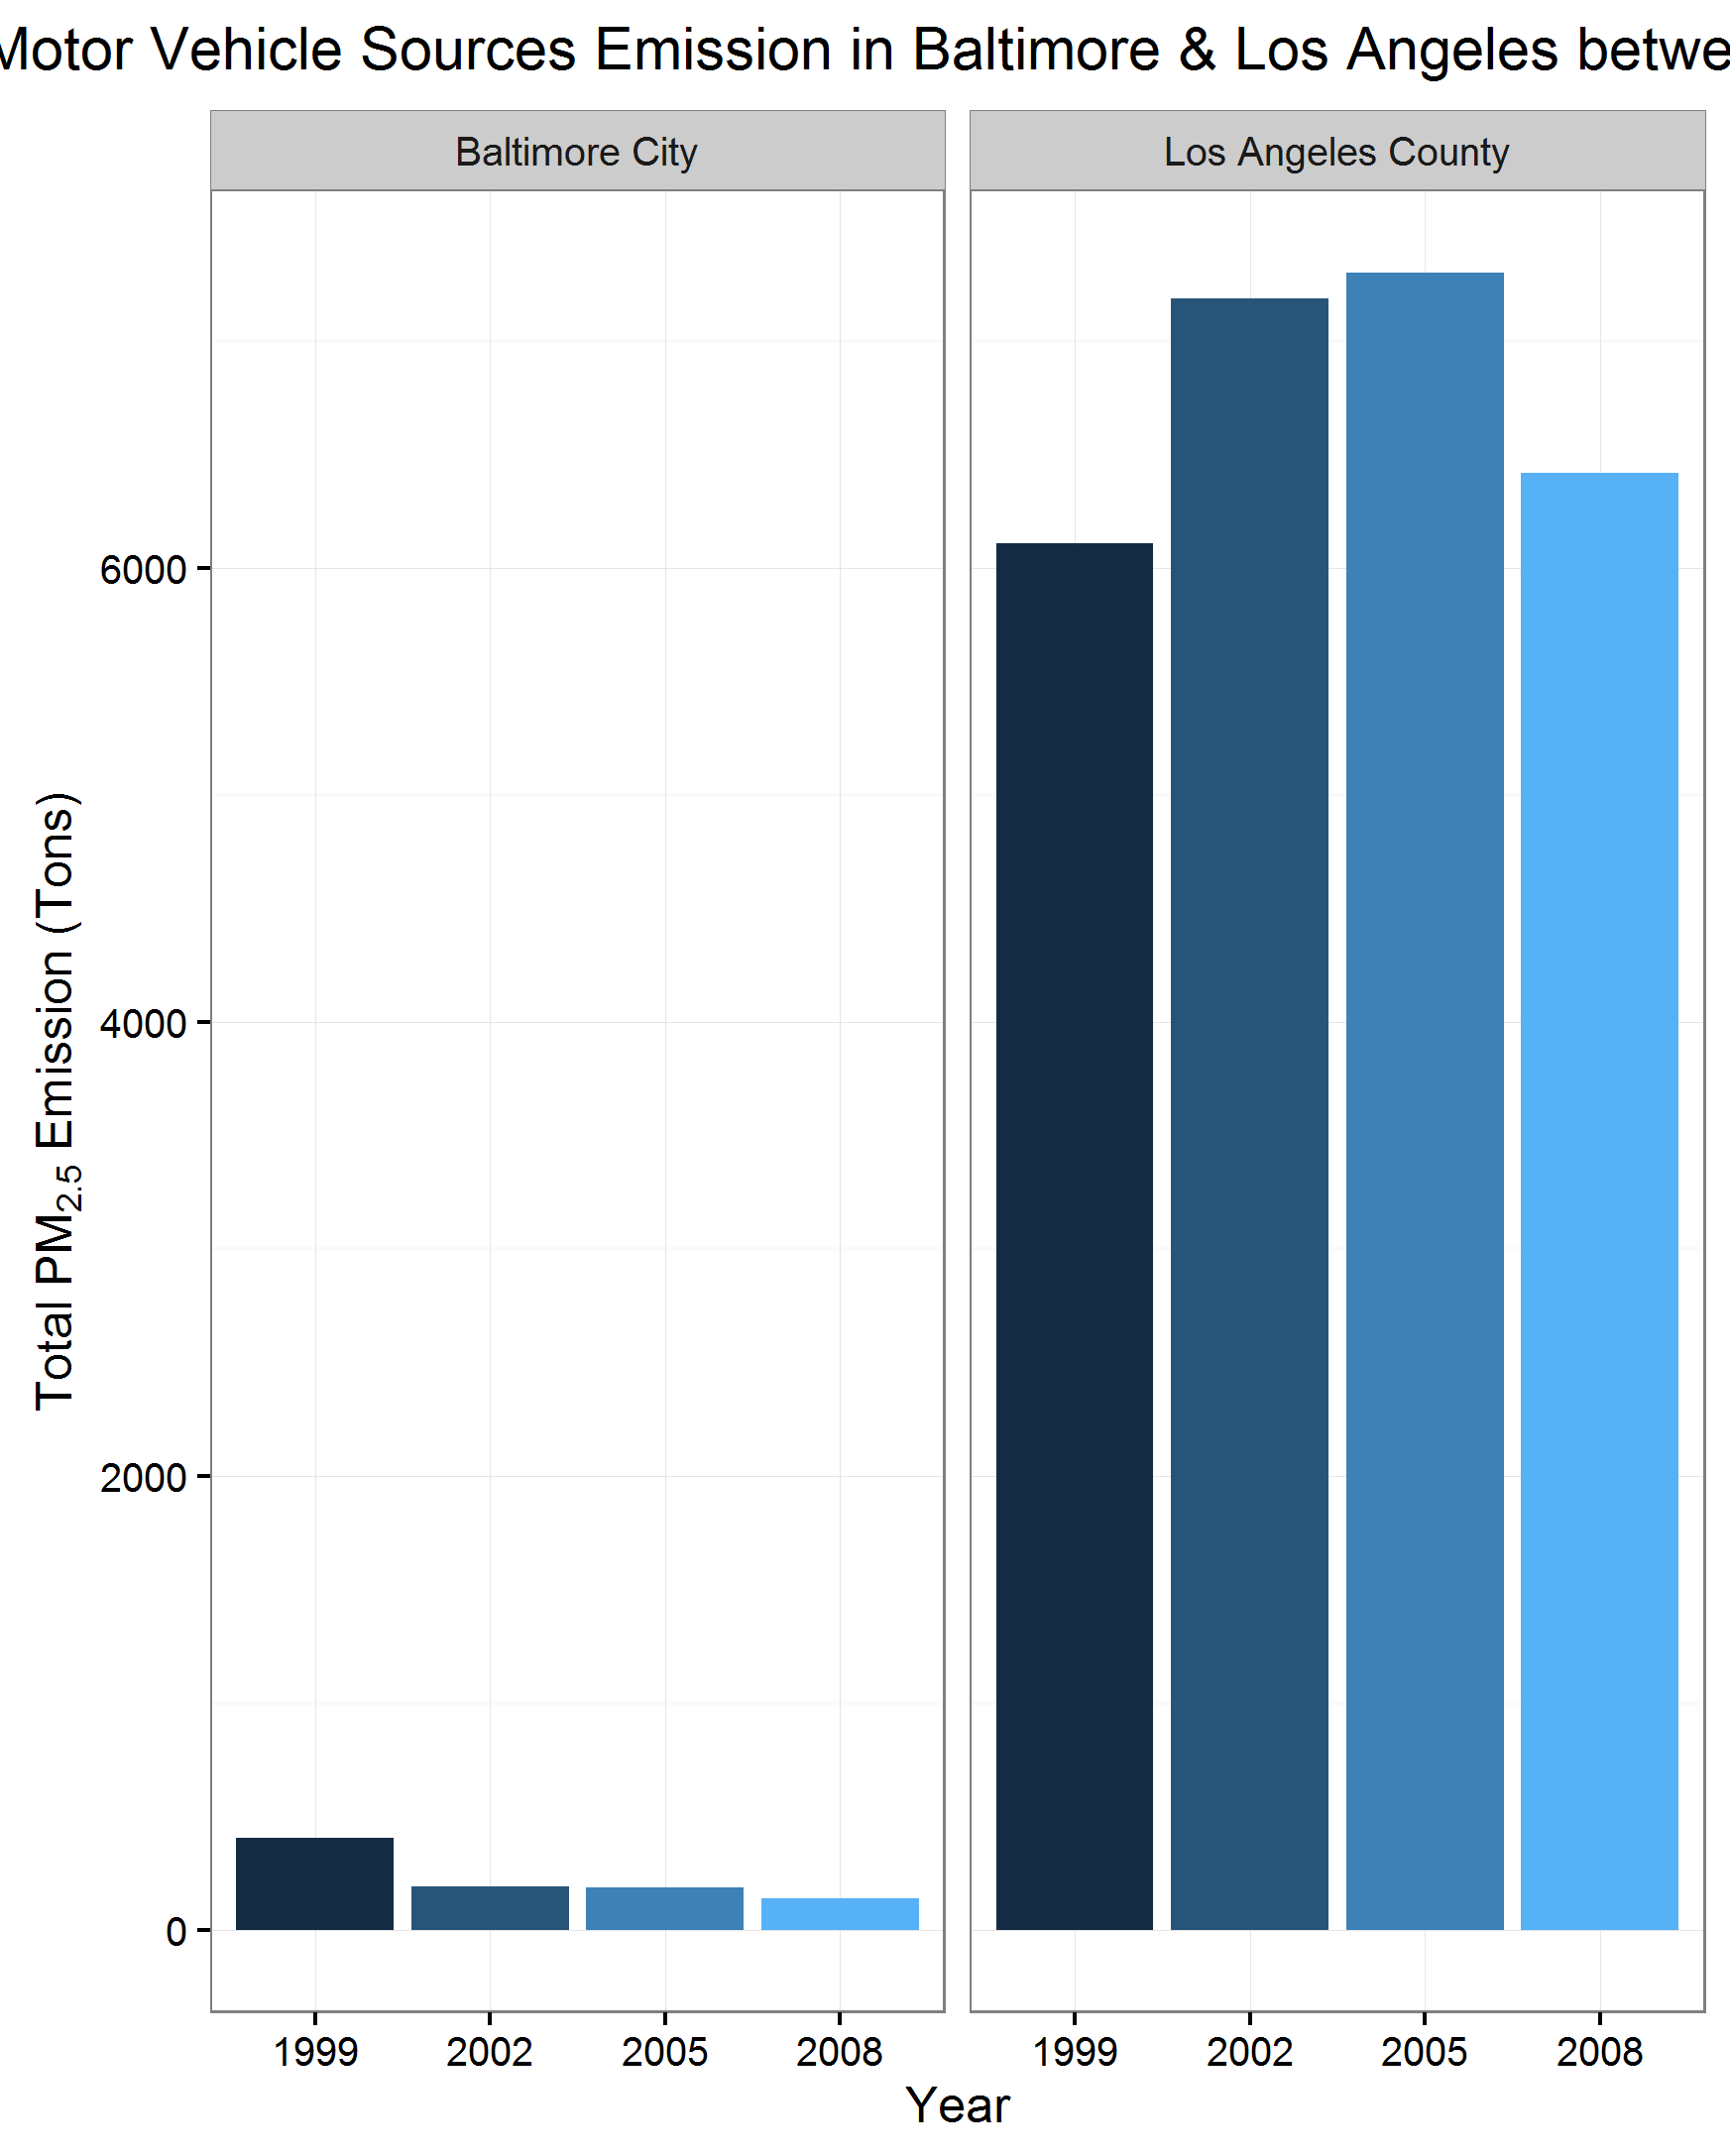 Motor Vehicle Sources Emission in Baltimore & Los Angeles betwe
Baltimore City
Los Angeles County
Total PM2.5 Emission (Tons)
6000
4000
2000
0
1999 2002 2005 2008 1999 2002 2005 2008
Year